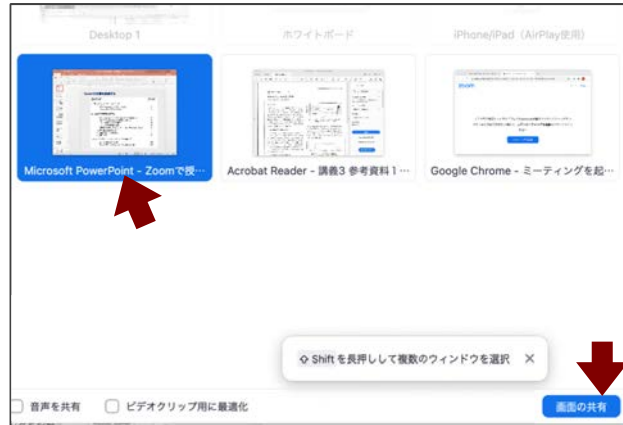 Desktop 1
ホワイトボード
iPhone/iPad（AirPlay使用）
Microsoft PowerPoint - Zoomで授…
Acrobat Reader - 講義3 参考資料1 …
Google Chrome - ミーティングを起…
⇧ Shift を長押しして複数のウィンドウを選択 ×
音声を共有
ビデオクリップ用に最適化
画面の共有